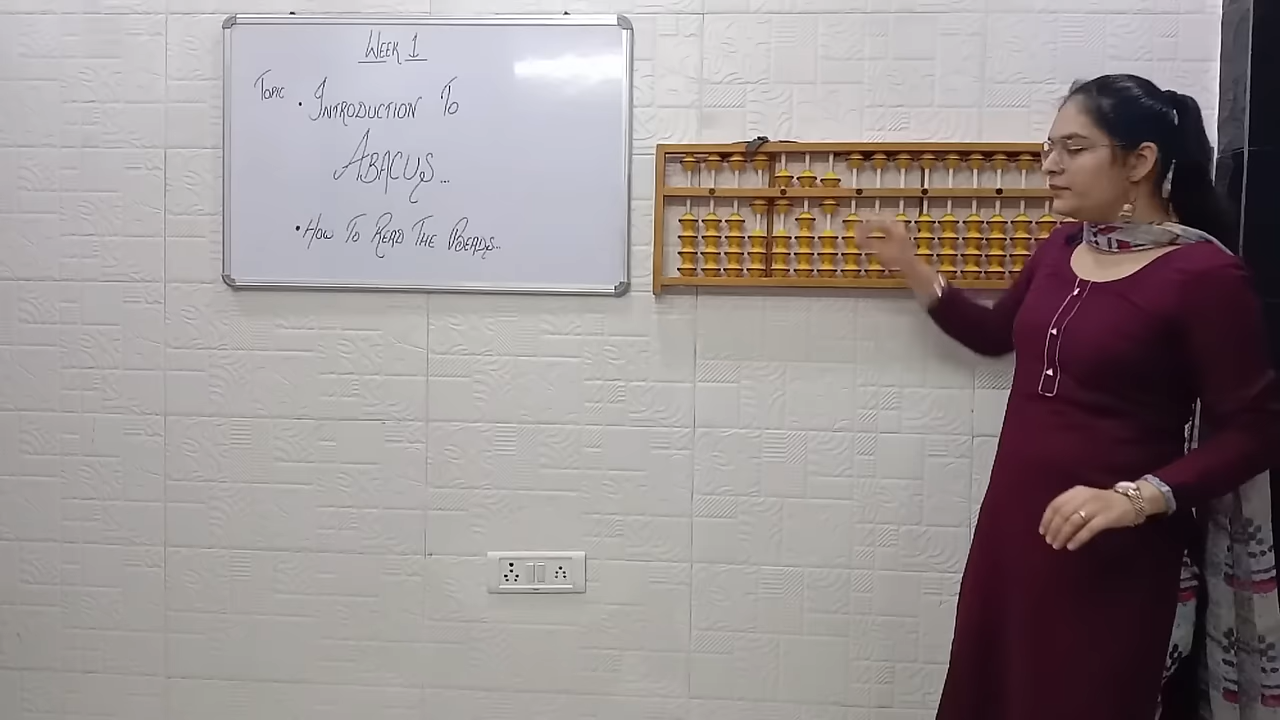 WEEK 1
TOPIC • INTRODUCTION TO
ABACUS...
• HOW TO READ THE BEADS...